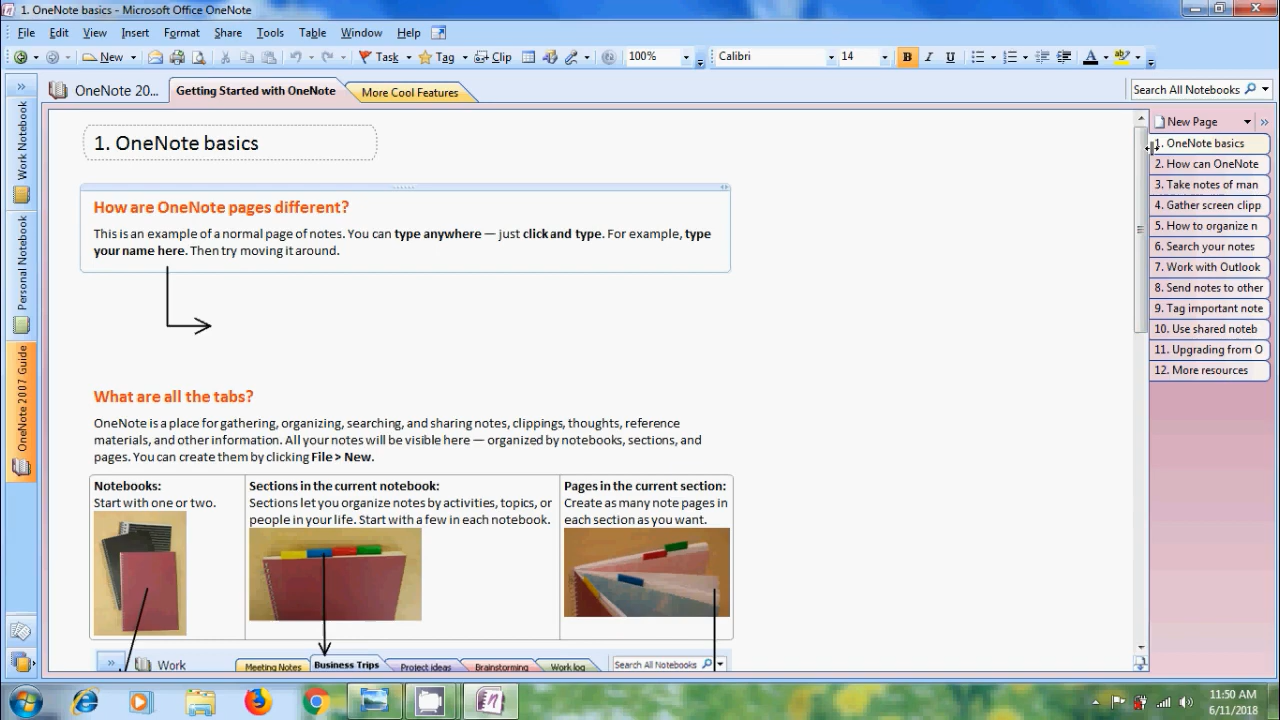 1. OneNote basics - Microsoft Office OneNote
File Edit View Insert Format Share Tools Table Window Help
New Task Tag Clip 100% Calibri 14 B I U
OneNote 20... Getting Started with OneNote More Cool Features Search All Notebooks
Work Notebook
Personal Notebook
OneNote 2007 Guide
1. OneNote basics
How are OneNote pages different?
This is an example of a normal page of notes. You can type anywhere — just click and type. For example, type
your name here. Then try moving it around.
What are all the tabs?
OneNote is a place for gathering, organizing, searching, and sharing notes, clippings, thoughts, reference
materials, and other information. All your notes will be visible here — organized by notebooks, sections, and
pages. You can create them by clicking File > New.
Notebooks:
Start with one or two.
Sections in the current notebook:
Sections let you organize notes by activities, topics, or
people in your life. Start with a few in each notebook.
Pages in the current section:
Create as many note pages in
each section as you want.
Work Meeting Notes Business Trips Project ideas Brainstorming Work log Search All Notebooks
New Page
1. OneNote basics
2. How can OneNote
3. Take notes of man
4. Gather screen clipp
5. How to organize n
6. Search your notes
7. Work with Outlook
8. Send notes to other
9. Tag important note
10. Use shared noteb
11. Upgrading from O
12. More resources
11:50 AM
6/11/2018